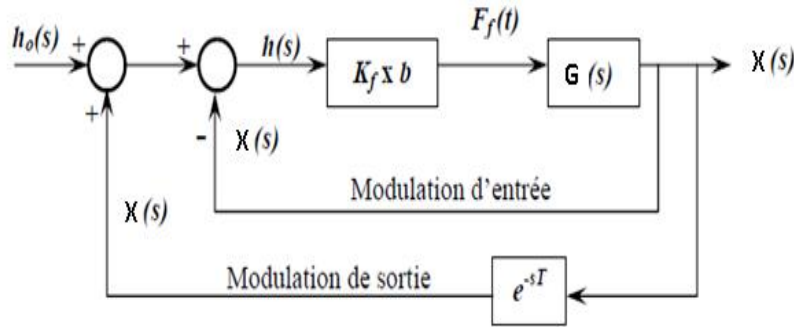 h₀(s)
+
+
h(s)
K_f x b
F_f(t)
G (s)
X(s)
+
-
X(s)
Modulation d'entrée
X(s)
Modulation de sortie
e^{-sT}